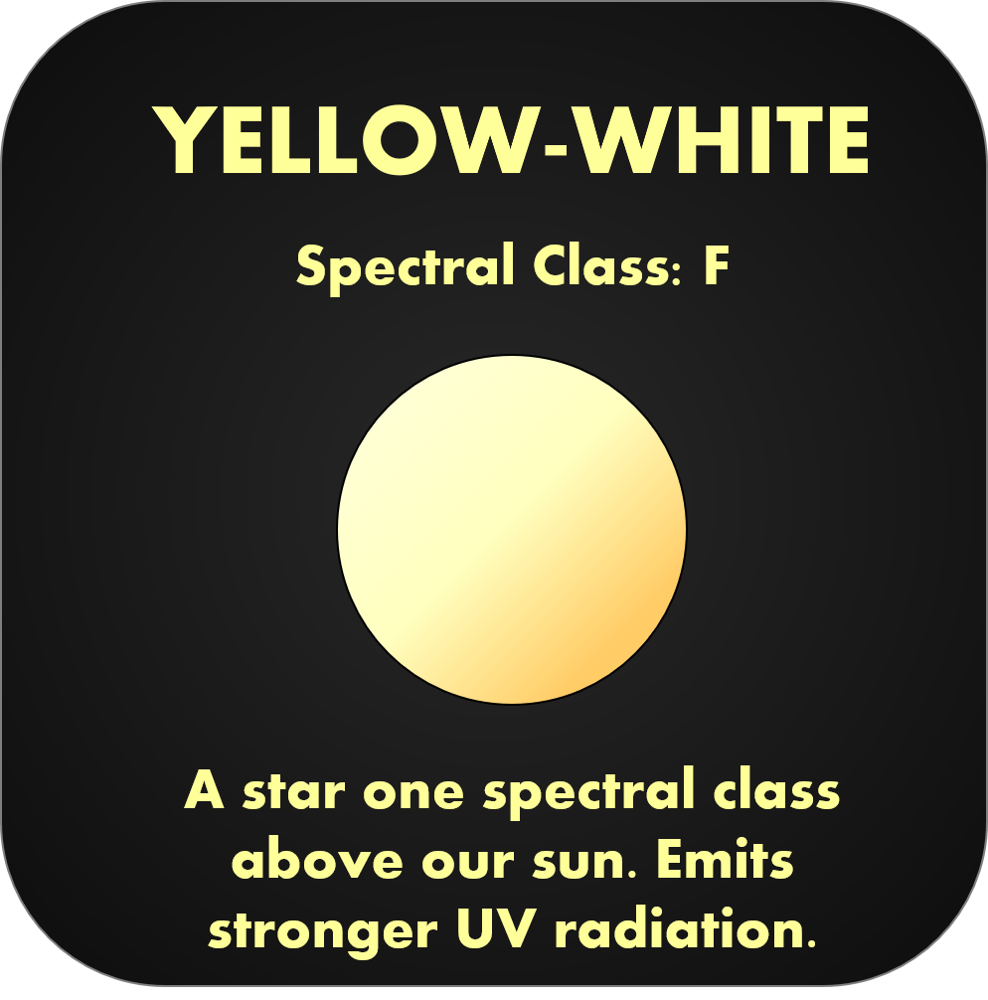 YELLOW-WHITE
Spectral Class: F
A star one spectral class
above our sun. Emits
stronger UV radiation.